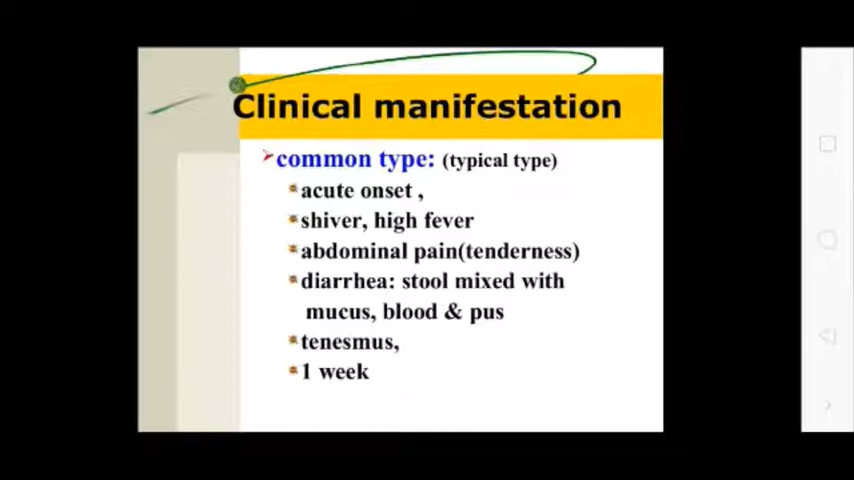 Clinical manifestation
common type: (typical type)
acute onset ,
shiver, high fever
abdominal pain(tenderness)
diarrhea: stool mixed with
mucus, blood & pus
tenesmus,
1 week